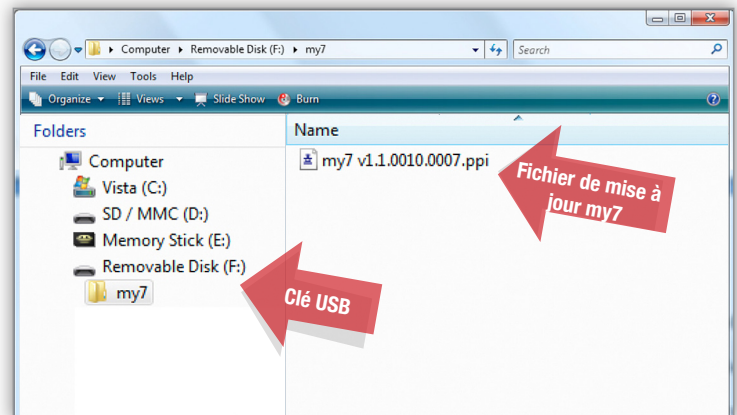 Computer ▸ Removable Disk (F:) ▸ my7
Search
File Edit View Tools Help
Organize Views Slide Show Burn
Folders
Name
Computer
my7 v1.1.0010.0007.ppi
Vista (C:)
SD / MMC (D:)
Memory Stick (E:)
Removable Disk (F:)
my7
Fichier de mise à
jour my7
Clé USB